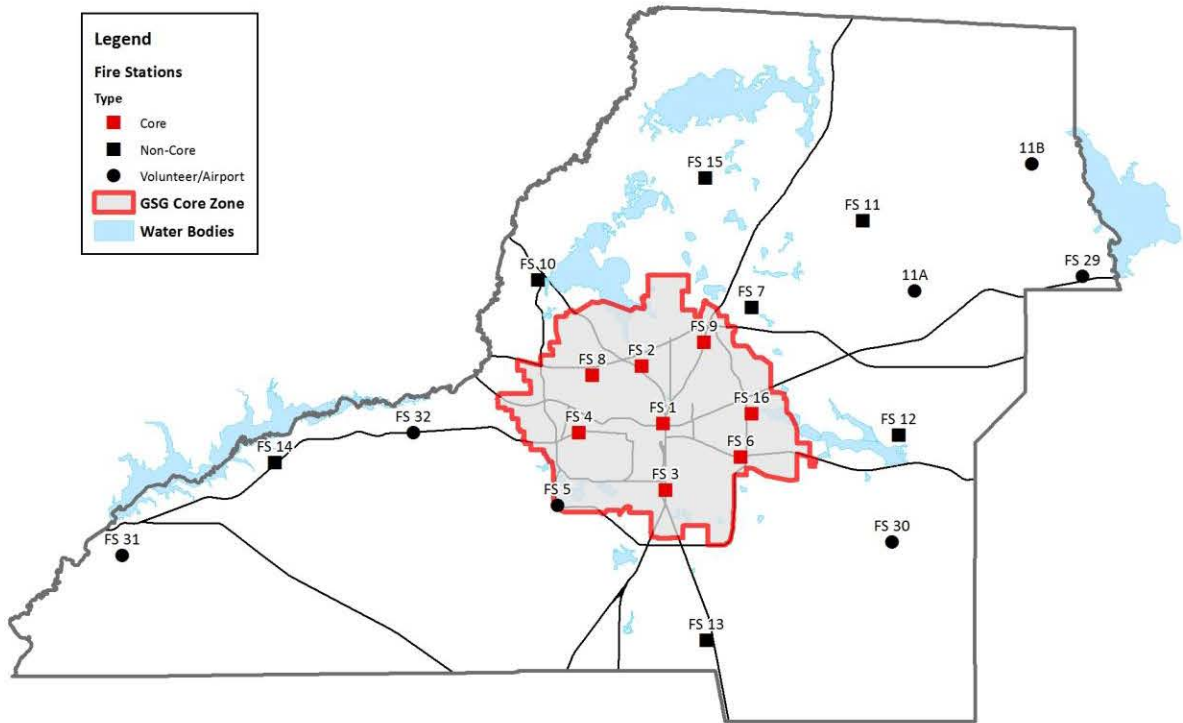 Legend
Fire Stations
Type
Core
Non-Core
Volunteer/Airport
GSG Core Zone
Water Bodies
11B
FS 15
FS 11
FS 10
FS 29
11A
FS 7
FS 9
FS 2
FS 8
FS 16
FS 1
FS 4
FS 32
FS 12
FS 14
FS 6
FS 3
FS 5
FS 30
FS 31
FS 13